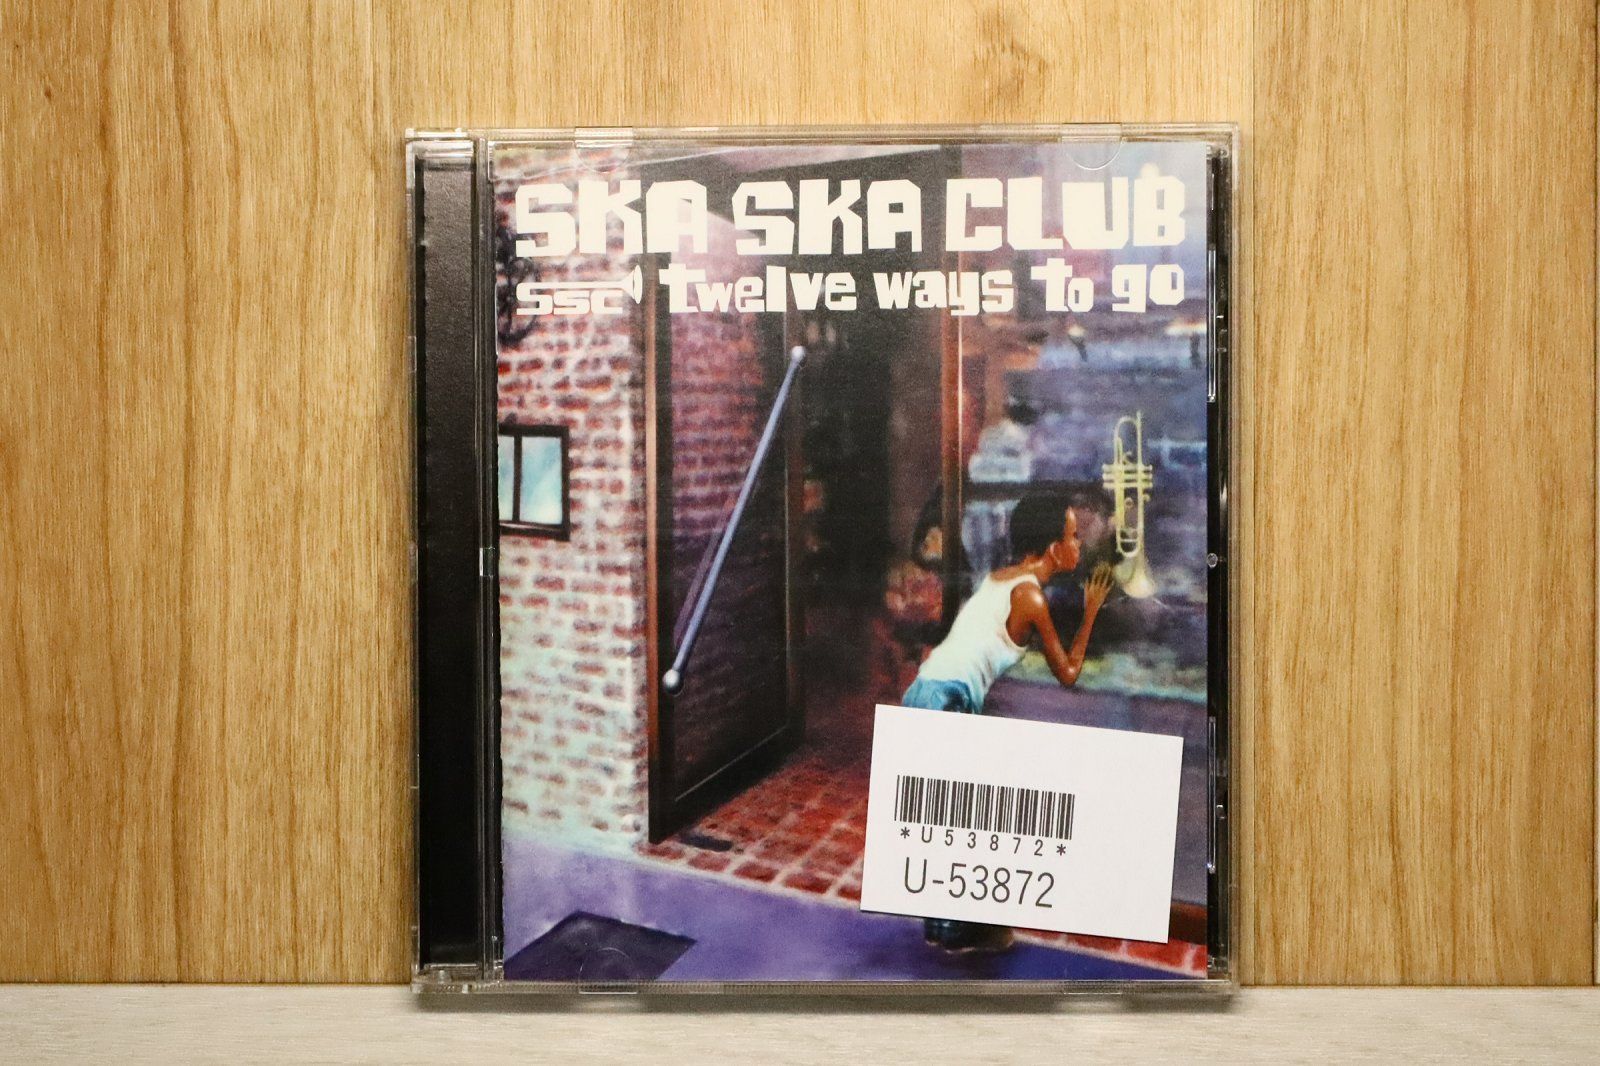 SKA SKA CLUB
ssc twelve ways to go
*U53872*
U-53872